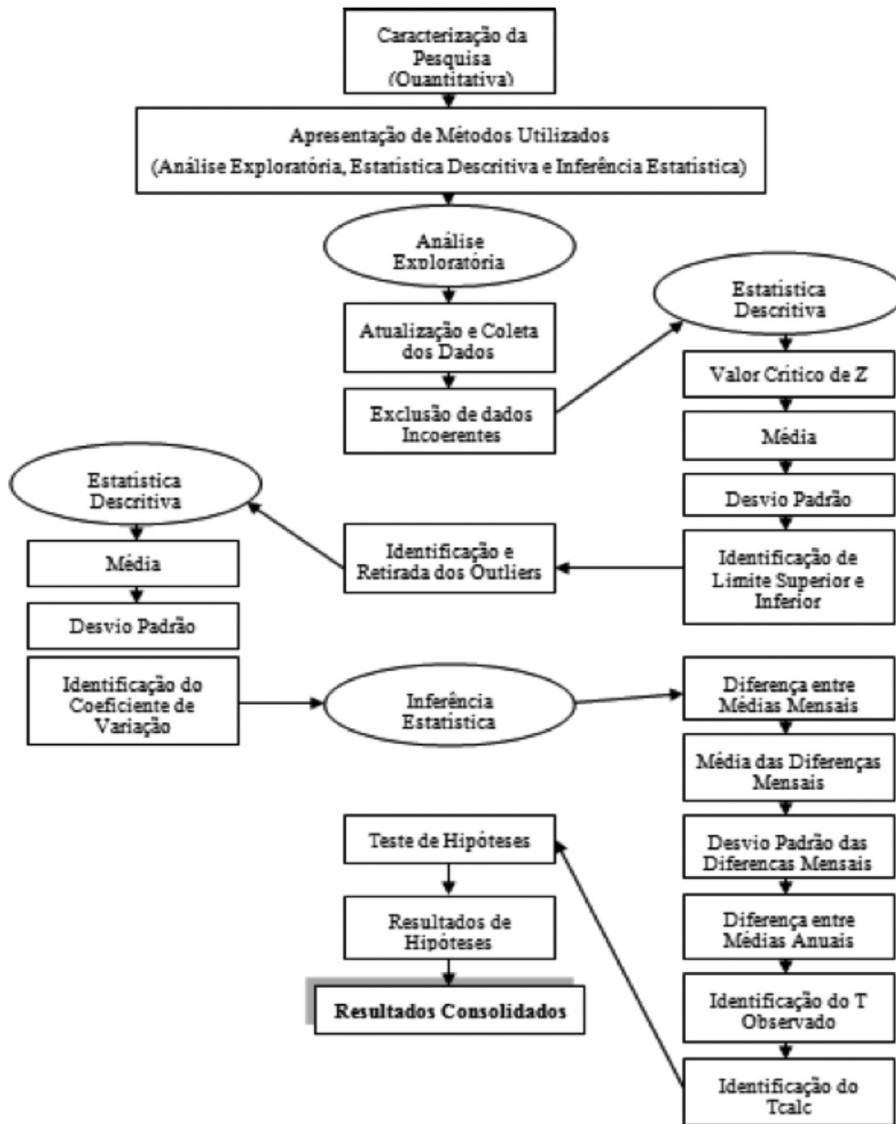 Caracterização da
Pesquisa
(Quantitativa)
Apresentação de Métodos Utilizados
(Análise Exploratória, Estatística Descritiva e Inferência Estatística)
Análise
Exploratória
Atualização e Coleta
dos Dados
Exclusão de dados
Incoerentes
Estatística
Descritiva
Valor Crítico de Z
Média
Desvio Padrão
Identificação de
Limite Superior e
Inferior
Identificação e
Retirada dos Outliers
Estatística
Descritiva
Média
Desvio Padrão
Identificação do
Coeficiente de
Variação
Inferência
Estatística
Diferença entre
Médias Mensais
Média das Diferenças
Mensais
Desvio Padrão das
Diferenças Mensais
Diferença entre
Médias Anuais
Identificação do T
Observado
Identificação do
Tcalc
Teste de Hipóteses
Resultados de
Hipóteses
Resultados Consolidados